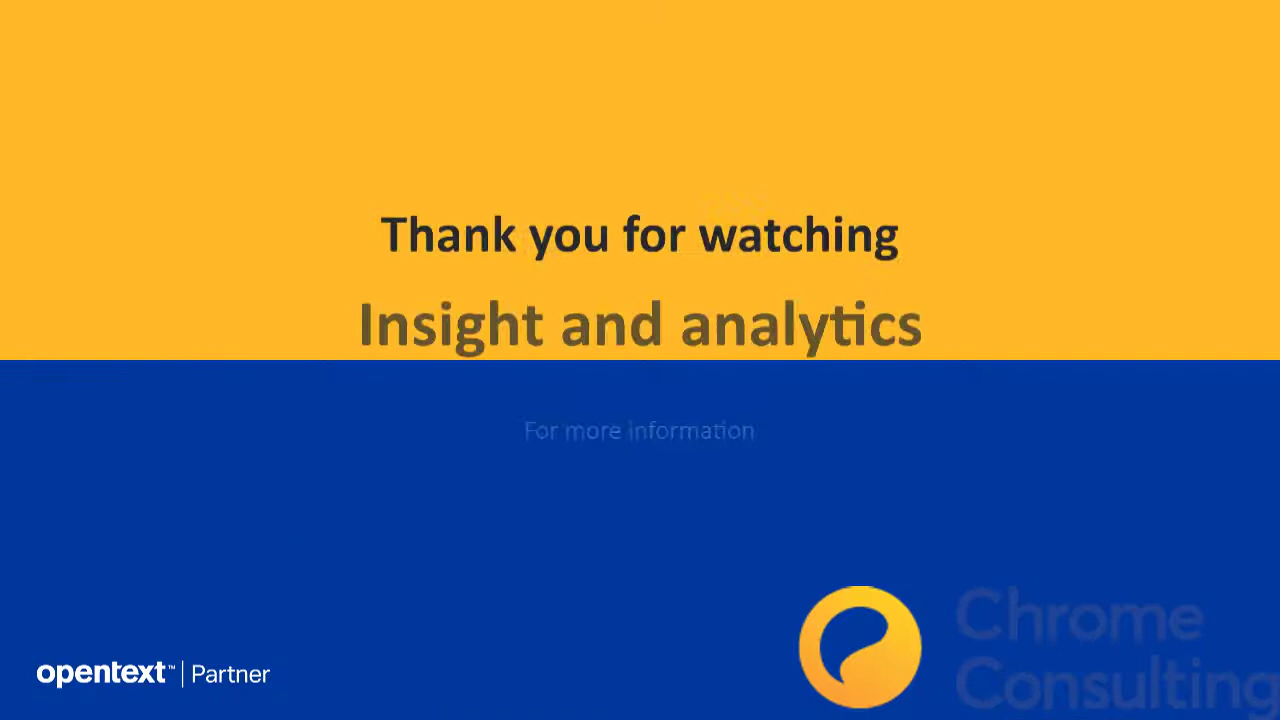 Thank you for watching
Insight and analytics
For more information
opentext™ | Partner
Chrome
Consulting